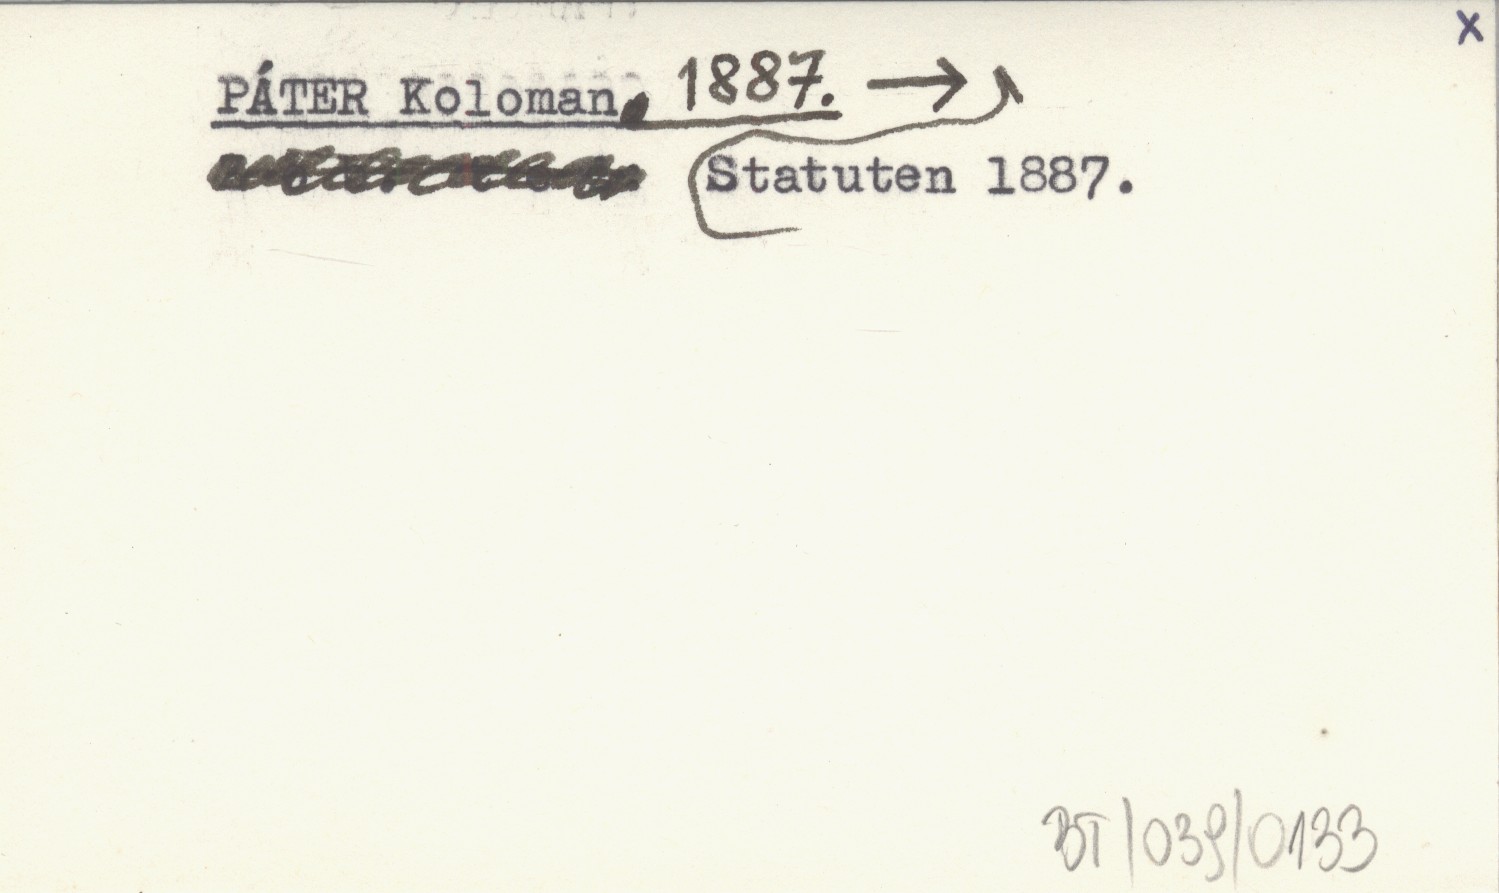 x
PÁTER Koloman, 1887. →
Statuten 1887.
BT/039/0133